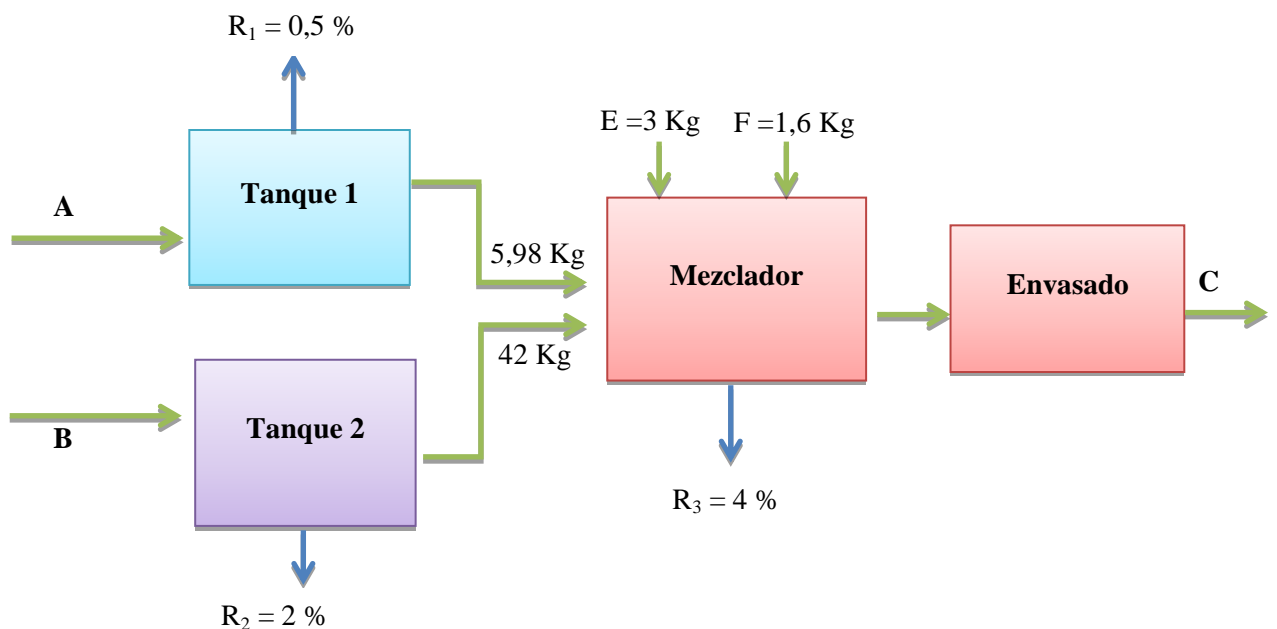 R₁ = 0,5 %
E =3 Kg
F =1,6 Kg
Tanque 1
A
5,98 Kg
Mezclador
Envasado
C
42 Kg
Tanque 2
B
R₃ = 4 %
R₂ = 2 %